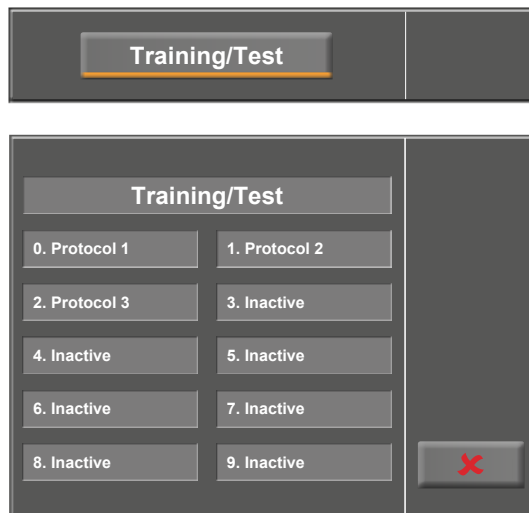 Training/Test
Training/Test
0. Protocol 1
1. Protocol 2
2. Protocol 3
3. Inactive
4. Inactive
5. Inactive
6. Inactive
7. Inactive
8. Inactive
9. Inactive